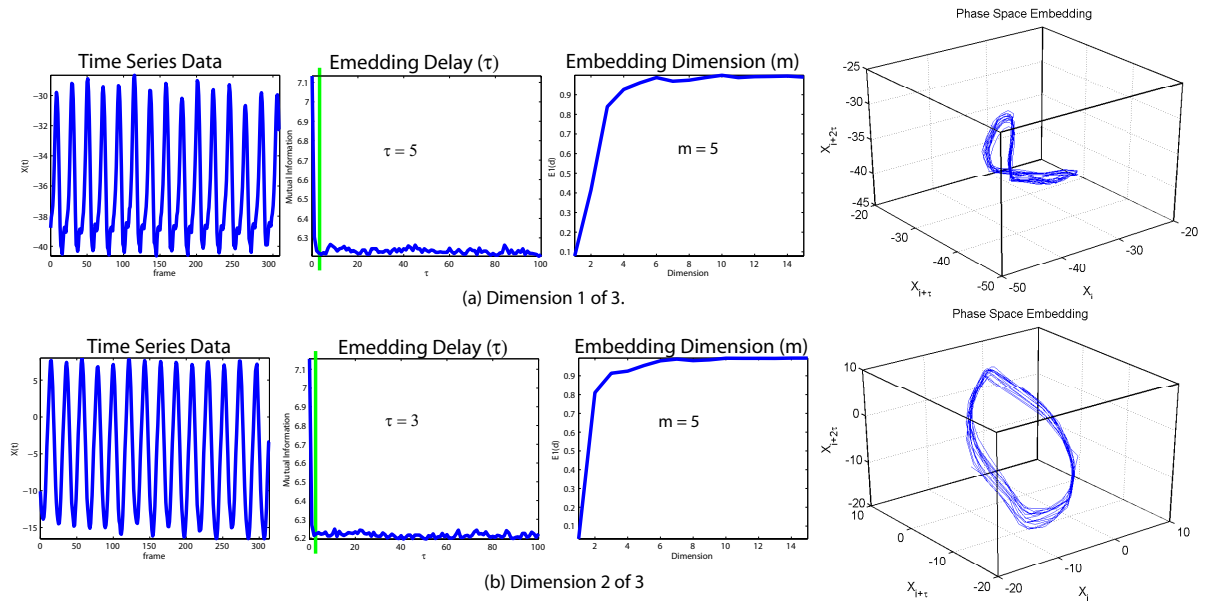 Phase Space Embedding
Time Series Data
Emedding Delay (τ)
Embedding Dimension (m)
X(t)
−30
−32
−34
−36
−38
−40
0 50 100 150 200 250 300
frame
Mutual Information
7.1
7
6.9
6.8
6.7
6.6
6.5
6.4
6.3
τ = 5
0 20 40 60 80 100
τ
E1(d)
0.9
0.8
0.7
0.6
0.5
0.4
0.3
0.2
0.1
m = 5
2 4 6 8 10 12 14
Dimension
X i+2τ
-25
-30
-35
-40
-45
-20
-30
-40
-50
X i+τ
-50
-40
-30
-20
X i
(a) Dimension 1 of 3.
Phase Space Embedding
Time Series Data
Emedding Delay (τ)
Embedding Dimension (m)
X(t)
5
0
−5
−10
−15
0 50 100 150 200 250 300
frame
Mutual Information
7.1
7
6.9
6.8
6.7
6.6
6.5
6.4
6.3
6.2
τ = 3
0 20 40 60 80 100
τ
E1(d)
0.9
0.8
0.7
0.6
0.5
0.4
0.3
0.2
0.1
m = 5
2 4 6 8 10 12 14
Dimension
X i+2τ
10
0
-10
-20
10
0
-10
-20
X i+τ
-20
-10
0
10
X i
(b) Dimension 2 of 3